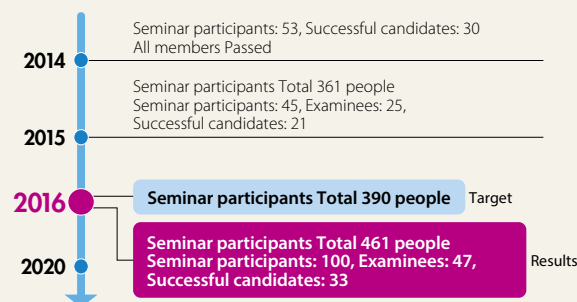 Seminar participants: 53, Successful candidates: 30
All members Passed
2014
Seminar participants Total 361 people
Seminar participants: 45, Examinees: 25,
Successful candidates: 21
2015
2016
Seminar participants Total 390 people
Target
Seminar participants Total 461 people
Seminar participants: 100, Examinees: 47,
Successful candidates: 33
Results
2020